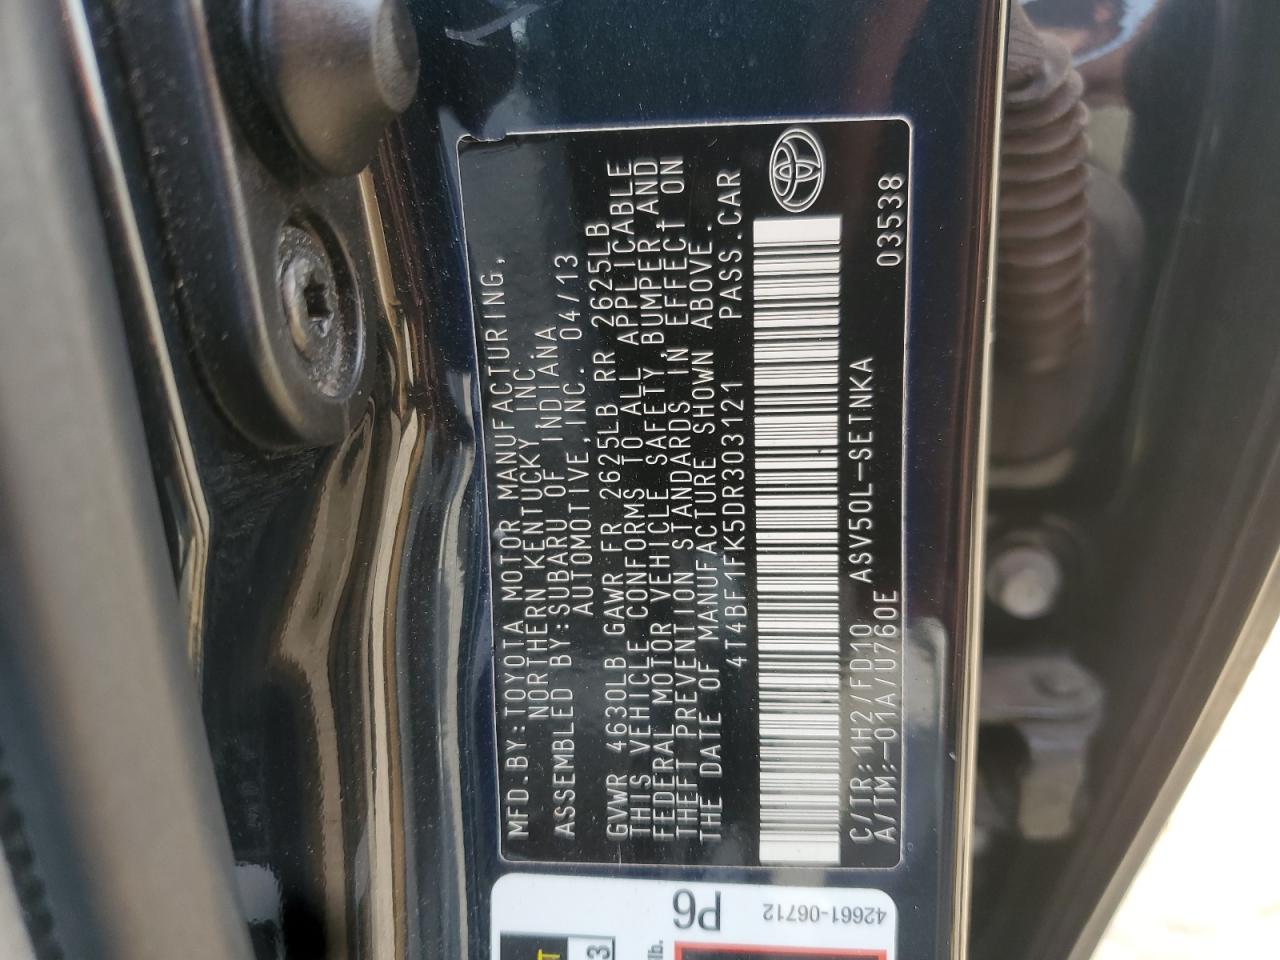 MFD.BY:TOYOTA MOTOR MANUFACTURING,
NORTHERN KENTUCKY, INC.
ASSEMBLED BY:SUBARU OF INDIANA
AUTOMOTIVE,INC. 04/13
GVWR 4630LB GAWR FR 2625LB RR 2625LB
THIS VEHICLE CONFORMS TO ALL APPLICABLE
FEDERAL MOTOR VEHICLE SAFETY,BUMPER AND
THEFT PREVENTION STANDARDS IN EFFECT ON
THE DATE OF MANUFACTURE SHOWN ABOVE.
4T4BF1FK5DR303121 PASS.CAR
C/TR:1H2/FD10 ASV50L-SETNKA 03538
A/TM:-01A/U760E
P6
42661-06712
lb.